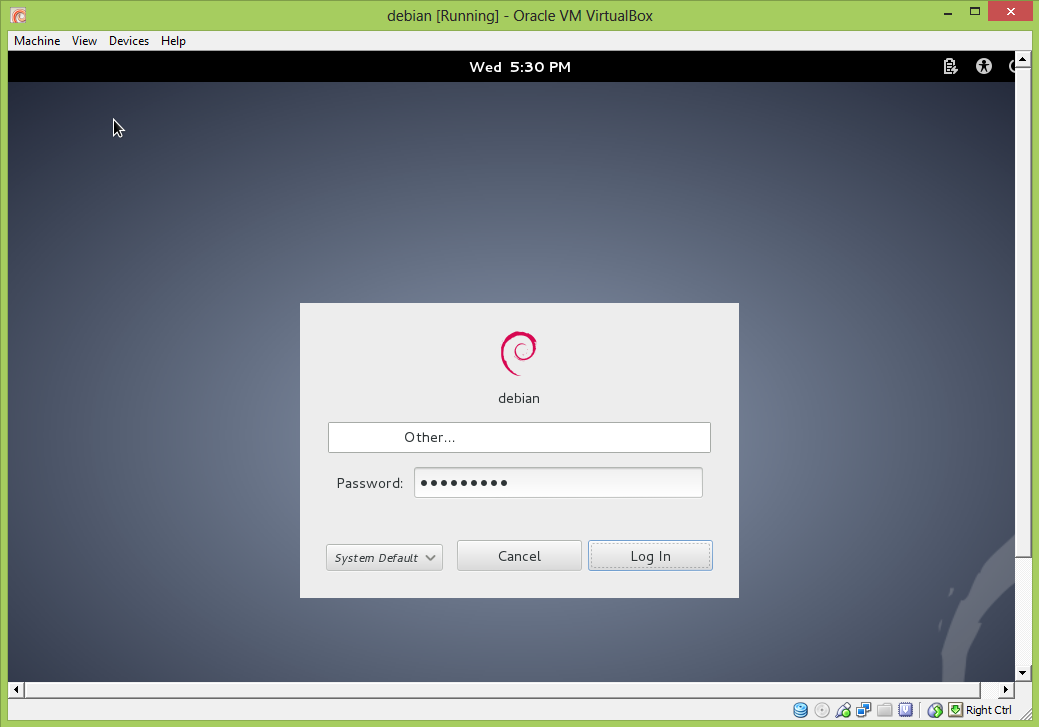 debian [Running] - Oracle VM VirtualBox
Machine View Devices Help
Wed 5:30 PM
debian
Other...
Password: ●●●●●●●●●
System Default Cancel Log In
Right Ctrl